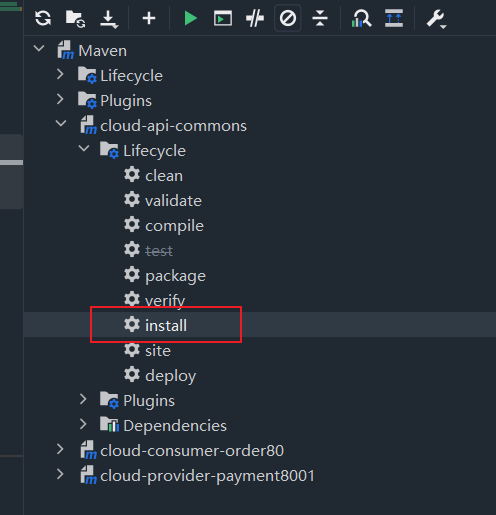 Maven
Lifecycle
Plugins
cloud-api-commons
Lifecycle
clean
validate
compile
test
package
verify
install
site
deploy
Plugins
Dependencies
cloud-consumer-order80
cloud-provider-payment8001